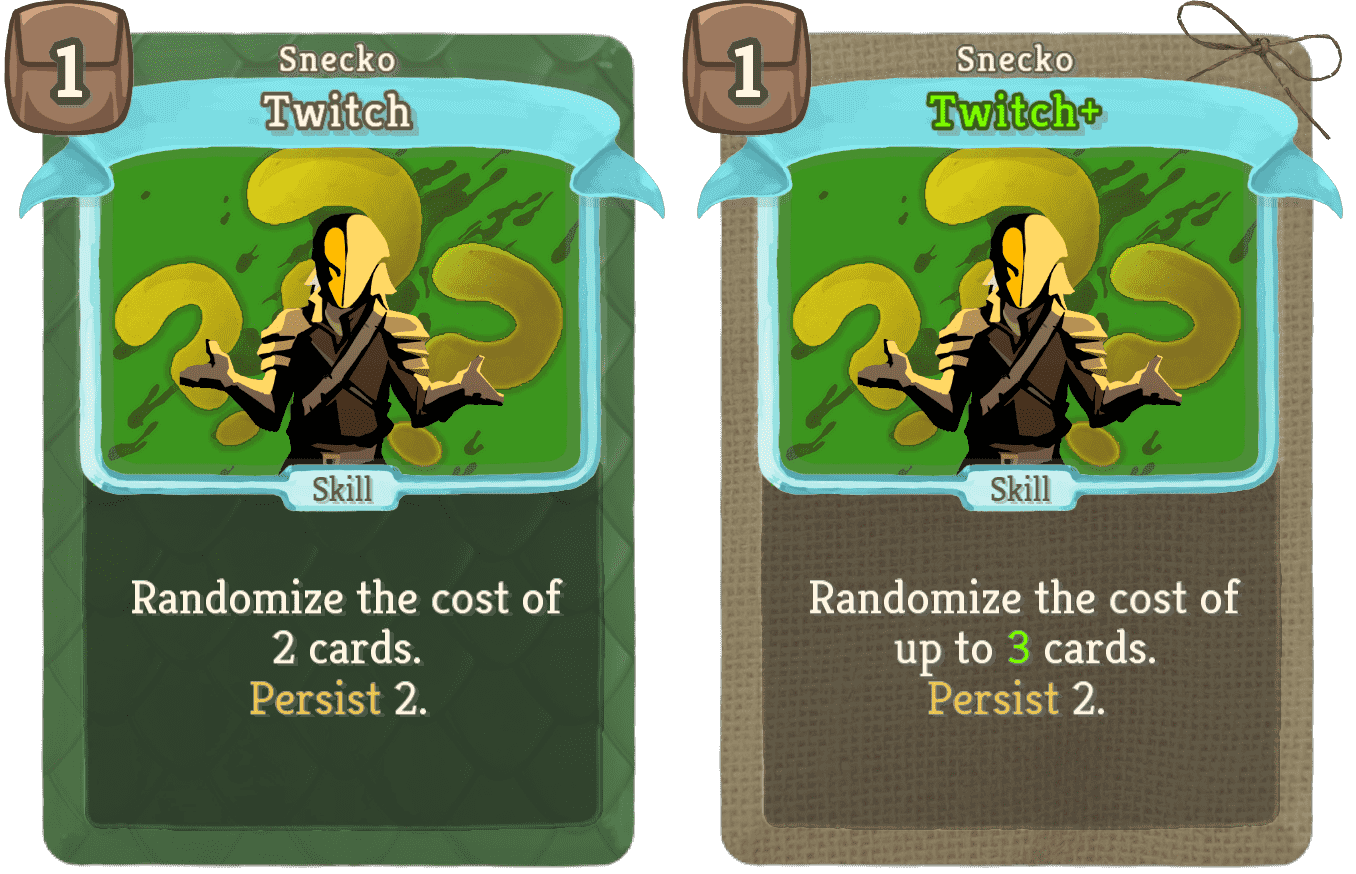 1
Snecko
Twitch
Skill
Randomize the cost of
2 cards.
Persist 2.
1
Snecko
Twitch+
Skill
Randomize the cost of
up to 3 cards.
Persist 2.